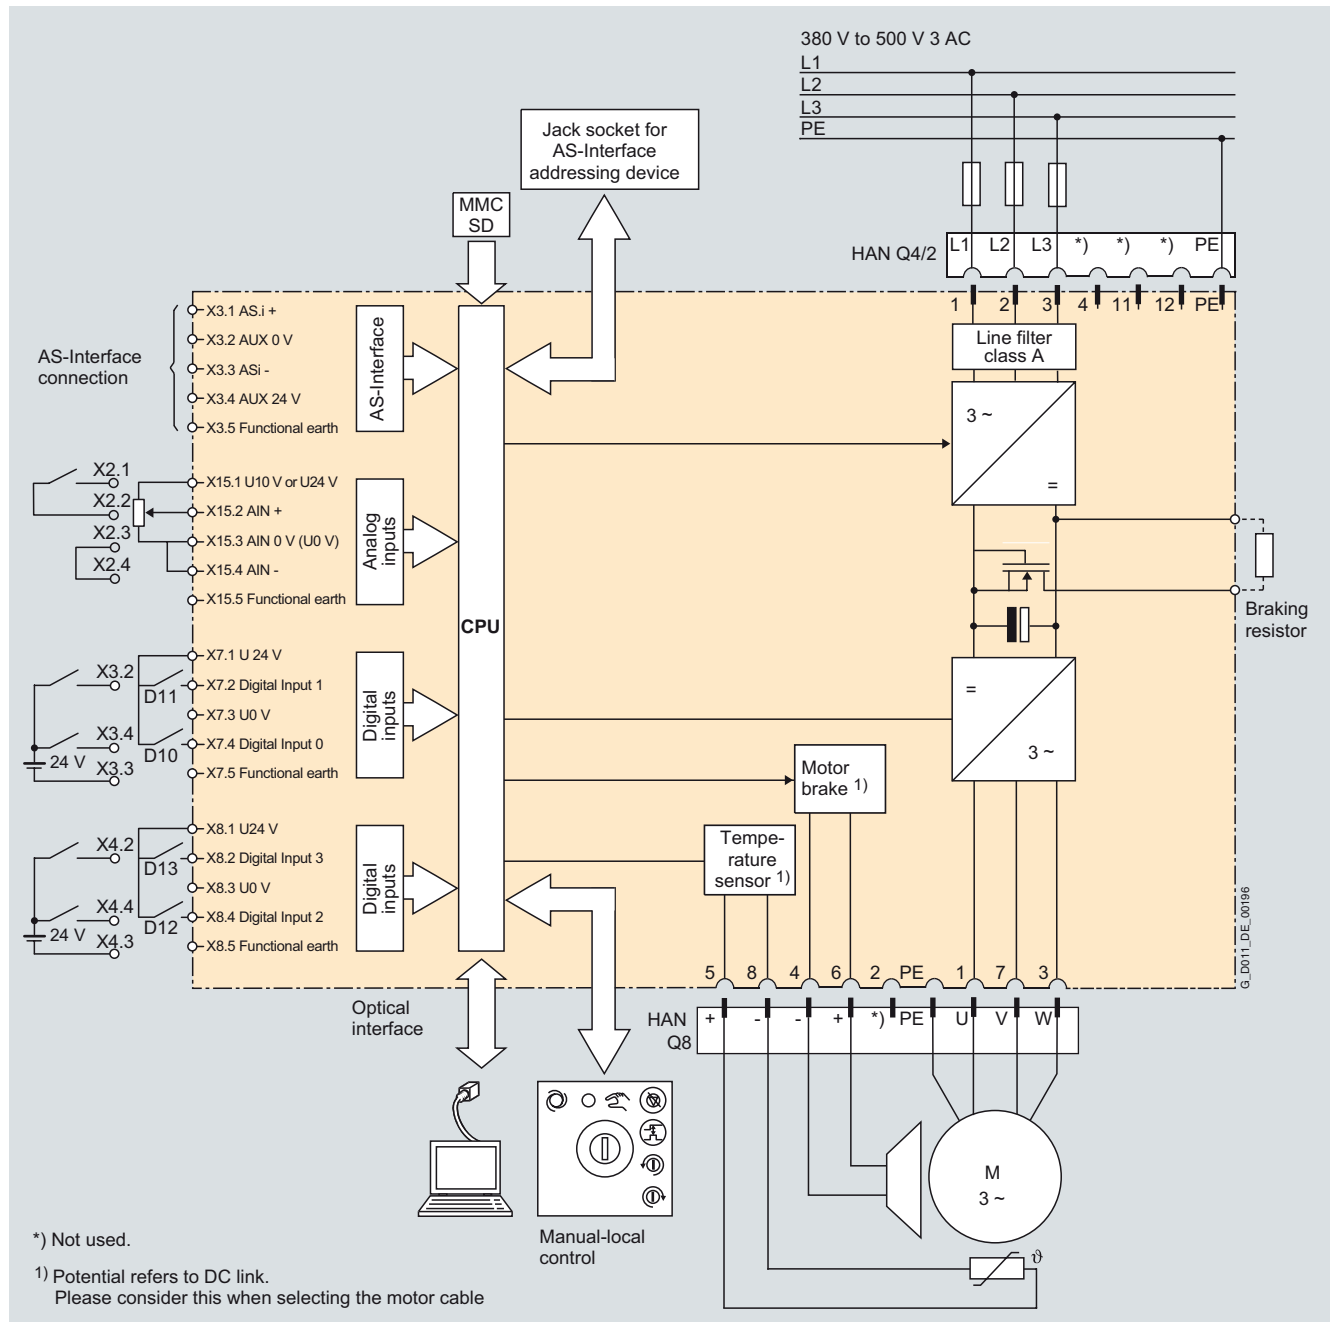 380 V to 500 V 3 AC
L1
L2
L3
PE
Jack socket for
AS-Interface
addressing device
MMC
SD
HAN Q4/2
L1 L2 L3 *) *) *) PE
1 2 3 4 11 12 PE
AS-Interface
connection
X3.1 AS.i +
X3.2 AUX 0 V
X3.3 ASi -
X3.4 AUX 24 V
X3.5 Functional earth
AS-Interface
Line filter
class A
3 ~
=
X2.1
X2.2
X2.3
X2.4
X15.1 U10 V or U24 V
X15.2 AIN +
X15.3 AIN 0 V (U0 V)
X15.4 AIN -
X15.5 Functional earth
Analog
inputs
CPU
Braking
resistor
X3.2
X3.4
X3.3
24 V
D11
D10
X7.1 U 24 V
X7.2 Digital Input 1
X7.3 U0 V
X7.4 Digital Input 0
X7.5 Functional earth
Digital
inputs
=
3 ~
Motor
brake 1)
Tempe-
rature
sensor 1)
X4.2
X4.4
X4.3
24 V
D13
D12
X8.1 U24 V
X8.2 Digital Input 3
X8.3 U0 V
X8.4 Digital Input 2
X8.5 Functional earth
Digital
inputs
G_D011_DE_00196
5 8 4 6 2 PE 1 7 3
HAN
Q8
+ - - + *) PE U V W
Optical
interface
M
3 ~
ϑ
Manual-local
control
*) Not used.
1) Potential refers to DC link.
Please consider this when selecting the motor cable